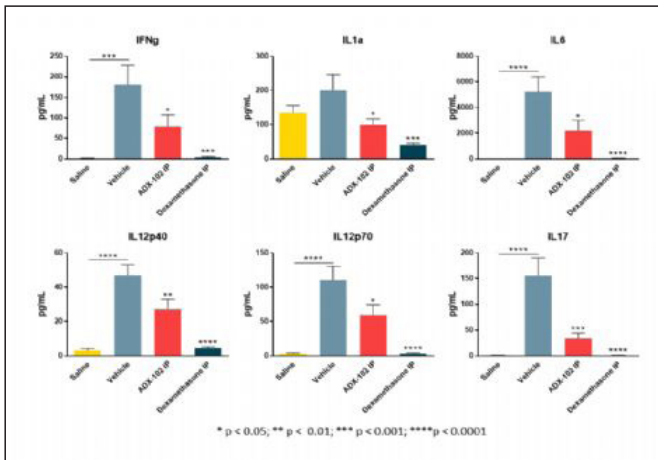 IFNg
IL1a
IL6
***
****
250
200
150
100
50
0
pg/mL
*
***
300
200
100
0
pg/mL
*
***
6000
4000
2000
0
pg/mL
*
****
Saline
Vehicle
ADX-102 IP
Dexamethasone IP
Saline
Vehicle
ADX-102 IP
Dexamethasone IP
Saline
Vehicle
ADX-102 IP
Dexamethasone IP
IL12p40
IL12p70
IL17
****
****
****
60
40
20
0
pg/mL
**
****
150
100
50
0
pg/mL
*
****
150
100
50
0
pg/mL
***
****
Saline
Vehicle
ADX-102 IP
Dexamethasone IP
Saline
Vehicle
ADX-102 IP
Dexamethasone IP
Saline
Vehicle
ADX-102 IP
Dexamethasone IP
* p < 0.05; ** p < 0.01; *** p < 0.001; ****p < 0.0001